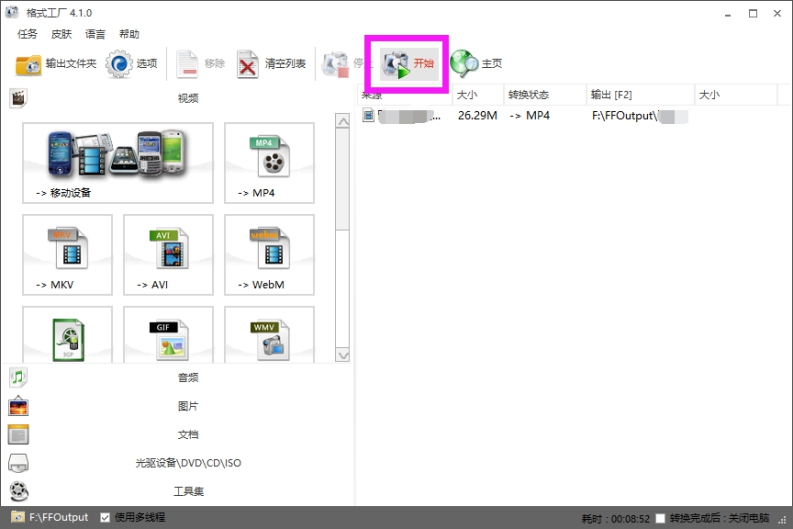 格式工厂 4.1.0
任务 皮肤 语言 帮助
输出文件夹 选项 移除 清空列表 停 开始 主页
视频
来源 大小 转换状态 输出 [F2] 大小
... 26.29M -> MP4 F:\FFOutput\
MP4
-> 移动设备 -> MP4
MKV AVI webm
-> MKV -> AVI -> WebM
3GP GIF WMV
音频
图片
文档
光驱设备\DVD\CD\ISO
工具集
F:\FFOutput 使用多线程 耗时 : 00:08:52 转换完成后 : 关闭电脑